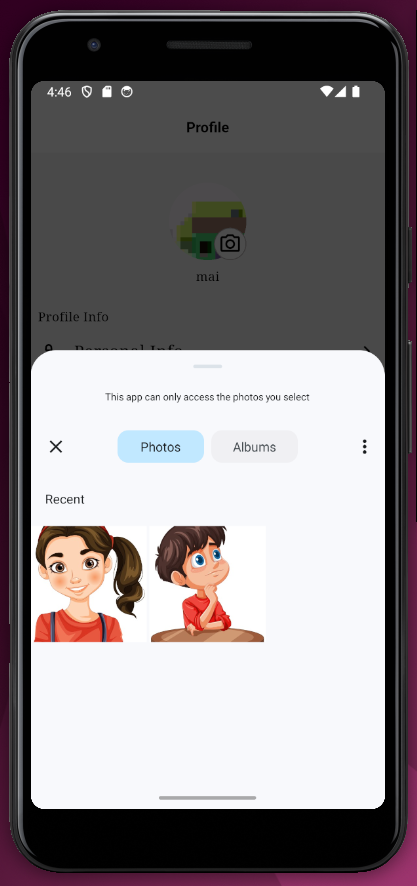 4:46
Profile
mai
Profile Info
Personal Info
This app can only access the photos you select
Photos
Albums
Recent